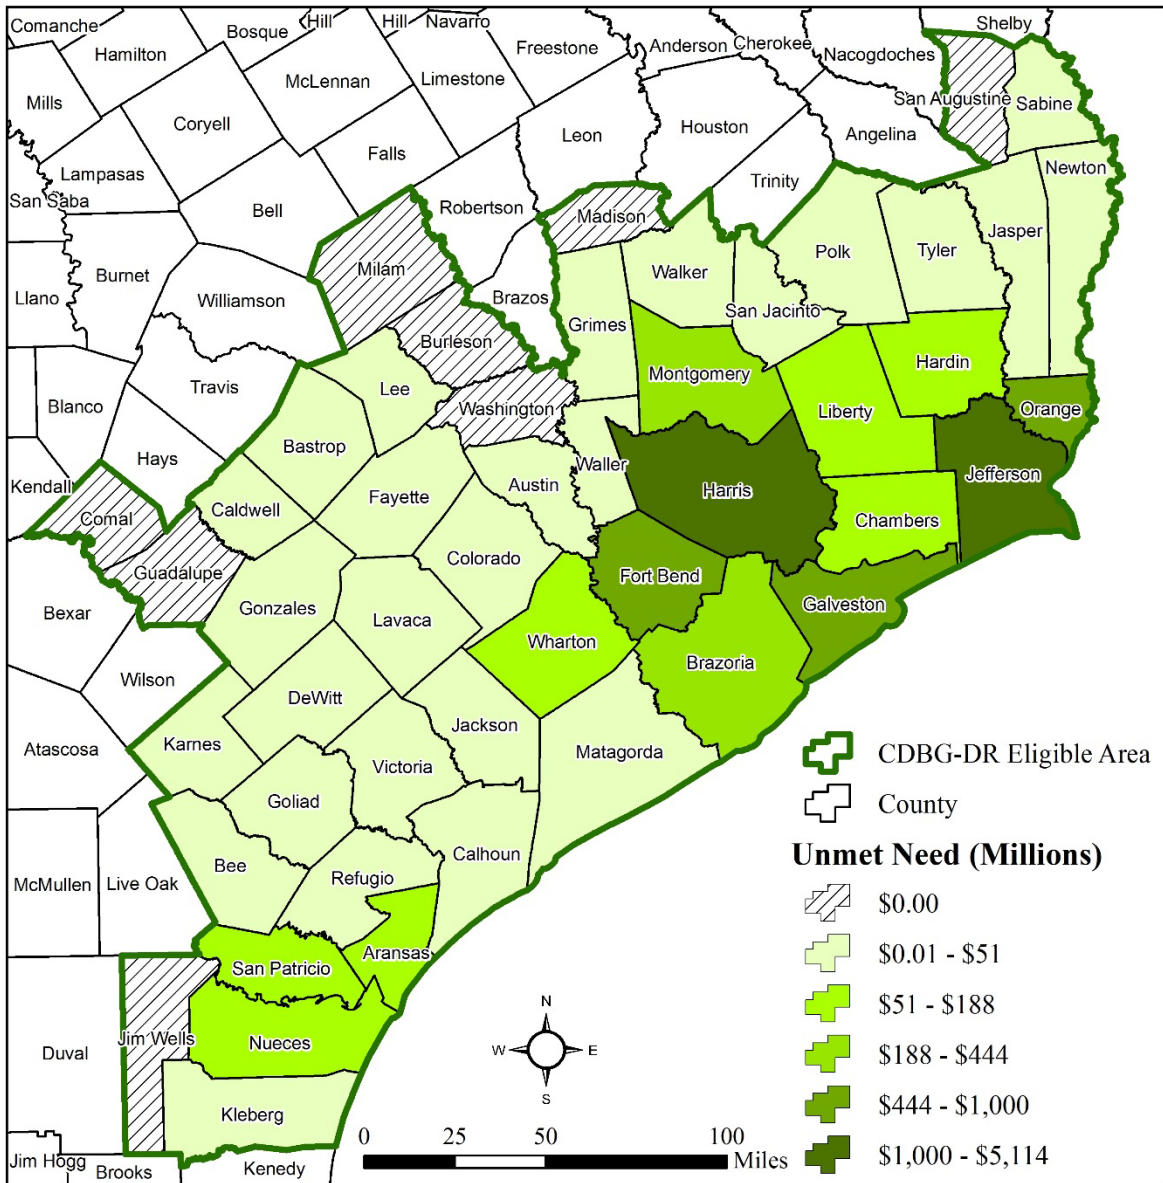 Comanche
Hamilton
Bosque
Hill
Hill
Navarro
Freestone
Anderson
Cherokee
Nacogdoches
Shelby
Mills
Coryell
McLennan
Limestone
Leon
Houston
Angelina
San Augustine
Sabine
Lampasas
Falls
Trinity
Newton
San Saba
Bell
Robertson
Madison
Polk
Tyler
Jasper
Burnet
Milam
Walker
Llano
Williamson
Brazos
Grimes
San Jacinto
Burleson
Hardin
Blanco
Travis
Lee
Washington
Montgomery
Liberty
Orange
Hays
Bastrop
Waller
Jefferson
Kendall
Comal
Caldwell
Fayette
Austin
Harris
Chambers
Guadalupe
Colorado
Fort Bend
Galveston
Bexar
Gonzales
Lavaca
Wharton
Brazoria
Wilson
DeWitt
Jackson
Matagorda
Atascosa
Karnes
Victoria
Goliad
Calhoun
McMullen
Live Oak
Bee
Refugio
Aransas
San Patricio
Duval
Jim Wells
Nueces
Kleberg
Jim Hogg
Brooks
Kenedy
N
W
E
S
0
25
50
100
Miles
CDBG-DR Eligible Area
County
Unmet Need (Millions)
$0.00
$0.01 - $51
$51 - $188
$188 - $444
$444 - $1,000
$1,000 - $5,114